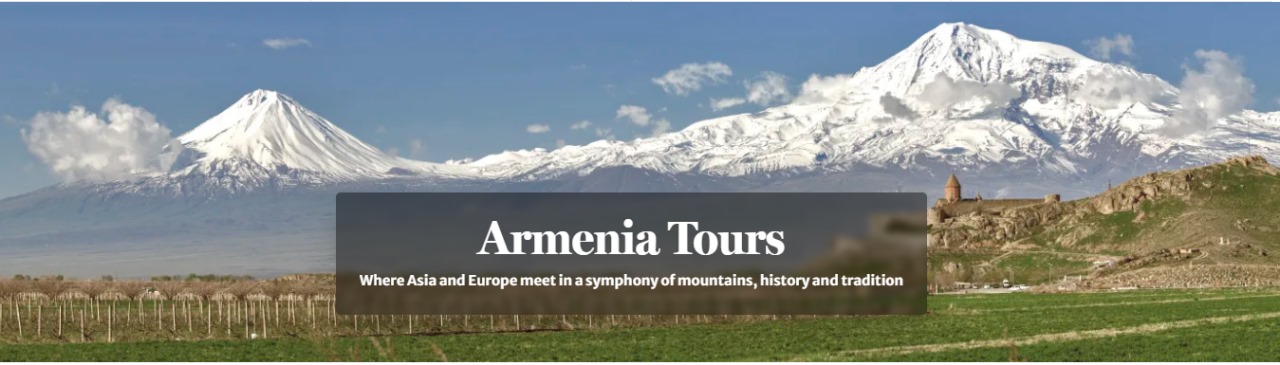 Armenia Tours
Where Asia and Europe meet in a symphony of mountains, history and tradition